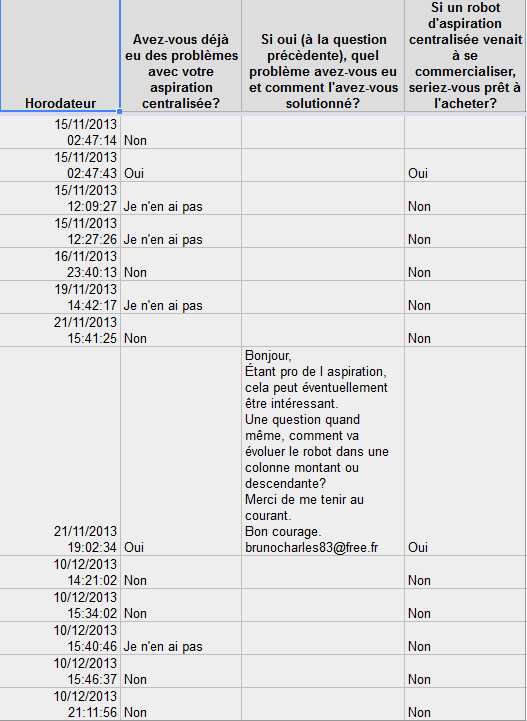 Horodateur
Avez-vous déjà
eu des problèmes
avec votre
aspiration
centralisée?
Si oui (à la question
précèdente), quel
problème avez-vous eu
et comment l'avez-vous
solutionné?
Si un robot
d'aspiration
centralisée venait
à se
commercialiser,
seriez-vous prêt à
l'acheter?
15/11/2013
02:47:14 Non
15/11/2013
02:47:43 Oui Oui
15/11/2013
12:09:27 Je n'en ai pas Non
15/11/2013
12:27:26 Je n'en ai pas Non
16/11/2013
23:40:13 Non Non
19/11/2013
14:42:17 Je n'en ai pas Non
21/11/2013
15:41:25 Non Non
Bonjour,
Étant pro de l aspiration,
cela peut éventuellement
être intéressant.
Une question quand
même, comment va
évoluer le robot dans une
colonne montant ou
descendante?
Merci de me tenir au
courant.
21/11/2013 Bon courage.
19:02:34 Oui brunocharles83@free.fr Oui
10/12/2013
14:21:02 Non Non
10/12/2013
15:34:02 Non Non
10/12/2013
15:40:46 Je n'en ai pas Non
10/12/2013
15:46:37 Non Non
10/12/2013
21:11:56 Non Non